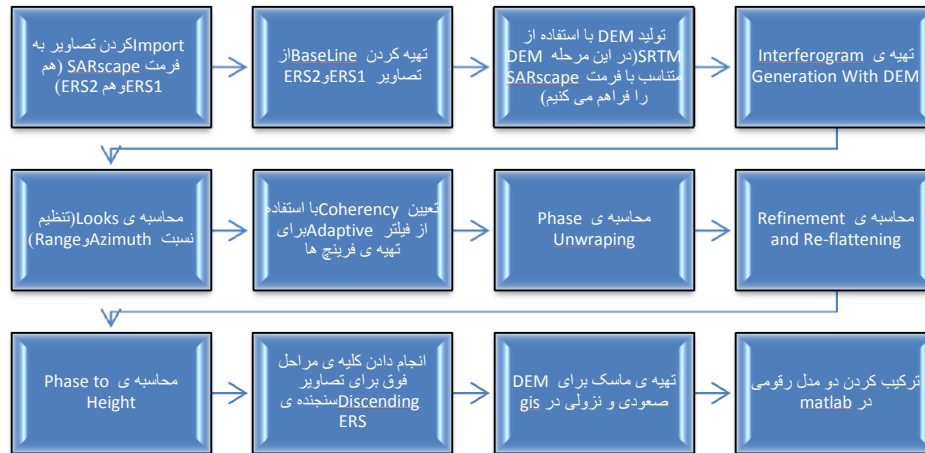 Importکردن تصاویر به
فرمت SARscape (هم
ERS1وهم ERS2)
تهیه کردن BaseLineاز
تصاویر ERS1وERS2
تولید DEM با استفاده از
SRTM(در این مرحله DEM
متناسب با فرمت SARscape
را فراهم می کنیم)
تهیه ی Interferogram
Generation With DEM
محاسبه ی Looks(تنظیم
نسبت AzimuthوRange)
تعیین Coherencyبا استفاده
از فیلتر Adaptiveبرای
تهیه ی فرینچ ها
محاسبه ی Phase
Unwraping
محاسبه ی Refinement
and Re-flattening
محاسبه ی Phase to
Height
انجام دادن کلیه ی مراحل
فوق برای تصاویر
Discendingسنجنده ی
ERS
تهیه ی ماسک برای DEM
صعودی و نزولی در gis
ترکیب کردن دو مدل رقومی
در matlab